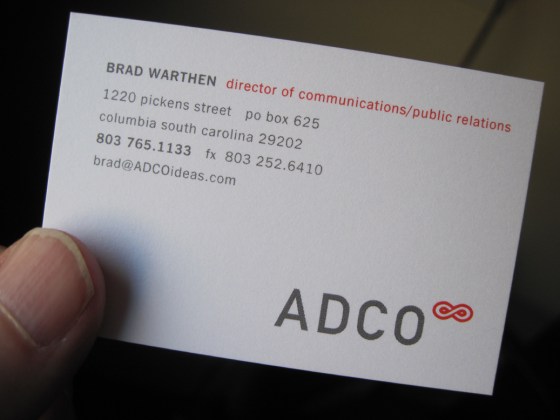 BRAD WARTHEN director of communications/public relations
1220 pickens street po box 625
columbia south carolina 29202
803 765.1133 fx 803 252.6410
brad@ADCOideas.com
ADCO